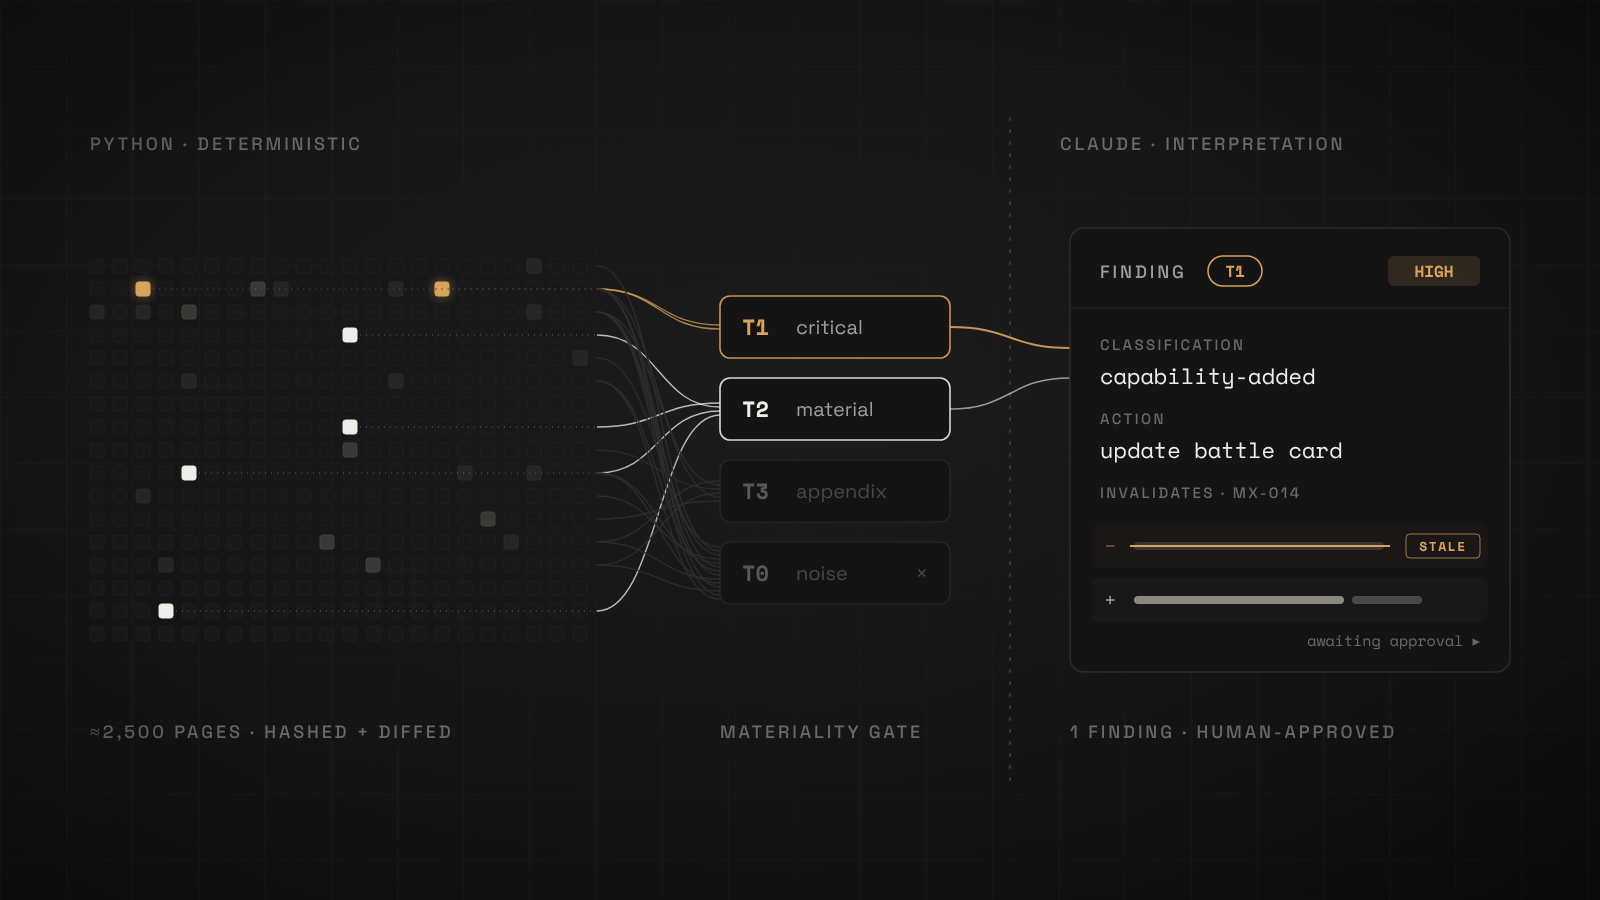 PYTHON · DETERMINISTIC
CLAUDE · INTERPRETATION
T1 critical
T2 material
T3 appendix
T0 noise ×
FINDING T1 HIGH
CLASSIFICATION
capability-added
ACTION
update battle card
INVALIDATES · MX-014
− STALE
+
awaiting approval ▸
≈2,500 PAGES · HASHED + DIFFED
MATERIALITY GATE
1 FINDING · HUMAN-APPROVED